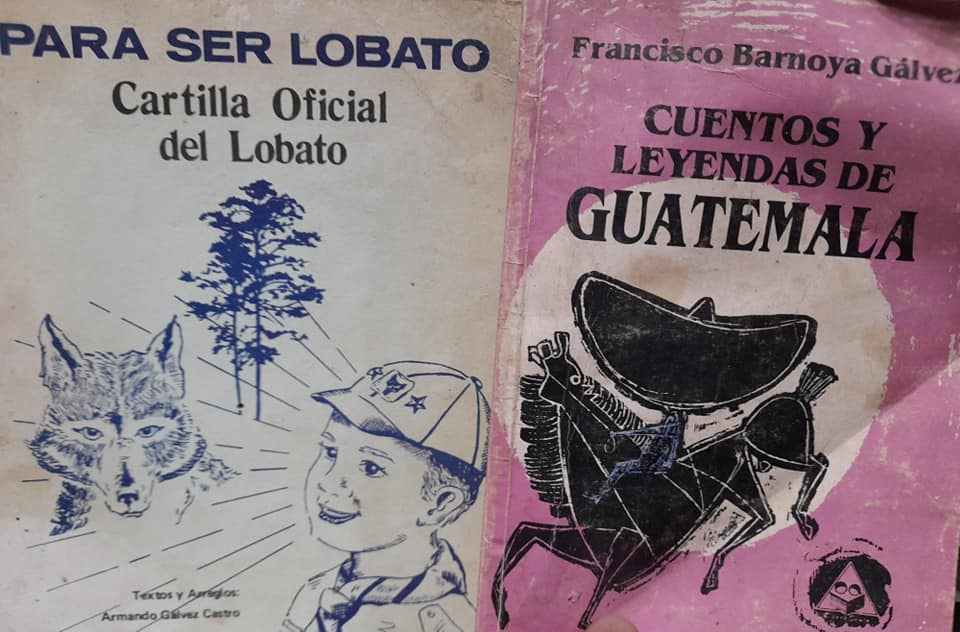 PARA SER LOBATO
Cartilla Oficial
del Lobato
Textos y Arreglos:
Armando Gálvez Castro
Francisco Barnoya Gálvez
CUENTOS Y
LEYENDAS DE
GUATEMALA